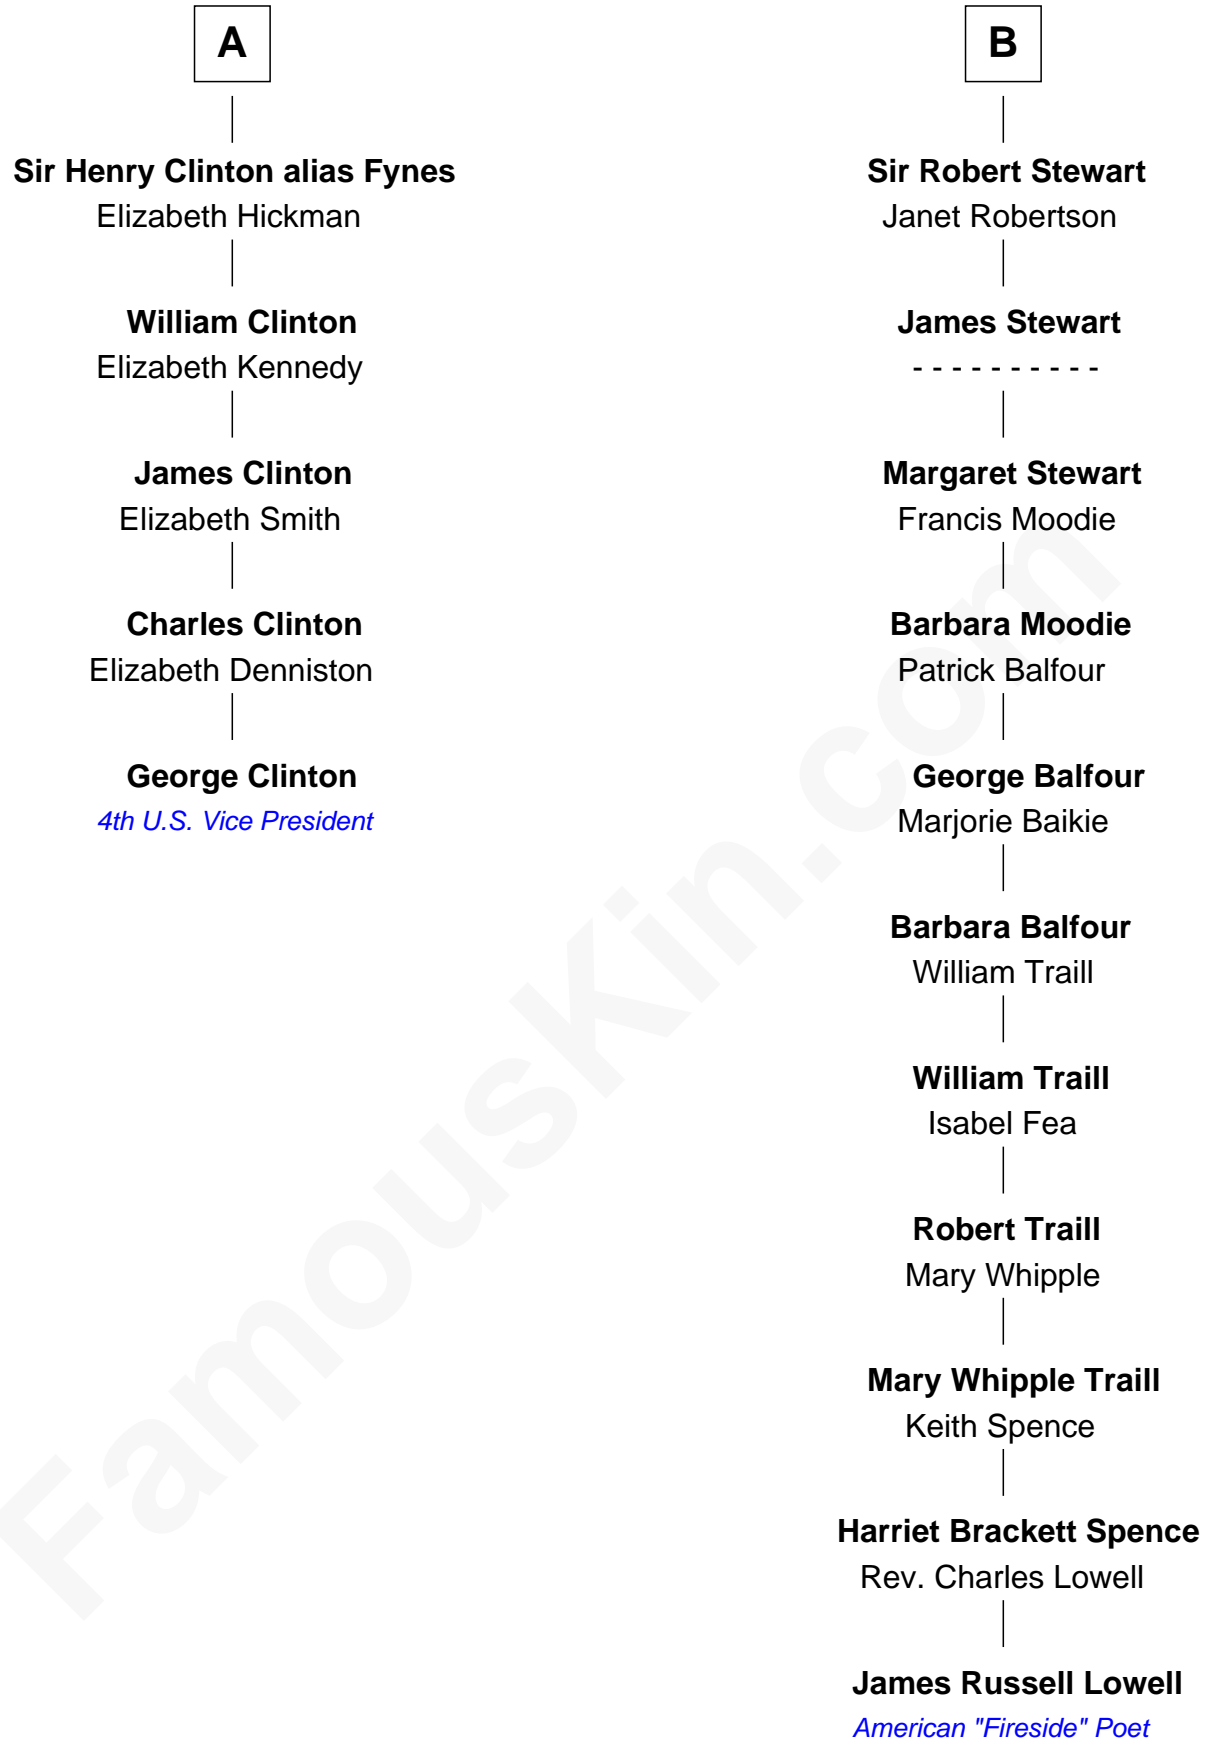 A
Sir Henry Clinton alias Fynes
Elizabeth Hickman
William Clinton
Elizabeth Kennedy
James Clinton
Elizabeth Smith
Charles Clinton
Elizabeth Denniston
George Clinton
4th U.S. Vice President
B
Sir Robert Stewart
Janet Robertson
James Stewart
- - - - - - - - - -
Margaret Stewart
Francis Moodie
Barbara Moodie
Patrick Balfour
George Balfour
Marjorie Baikie
Barbara Balfour
William Traill
William Traill
Isabel Fea
Robert Traill
Mary Whipple
Mary Whipple Traill
Keith Spence
Harriet Brackett Spence
Rev. Charles Lowell
James Russell Lowell
American "Fireside" Poet
FamousKin.com